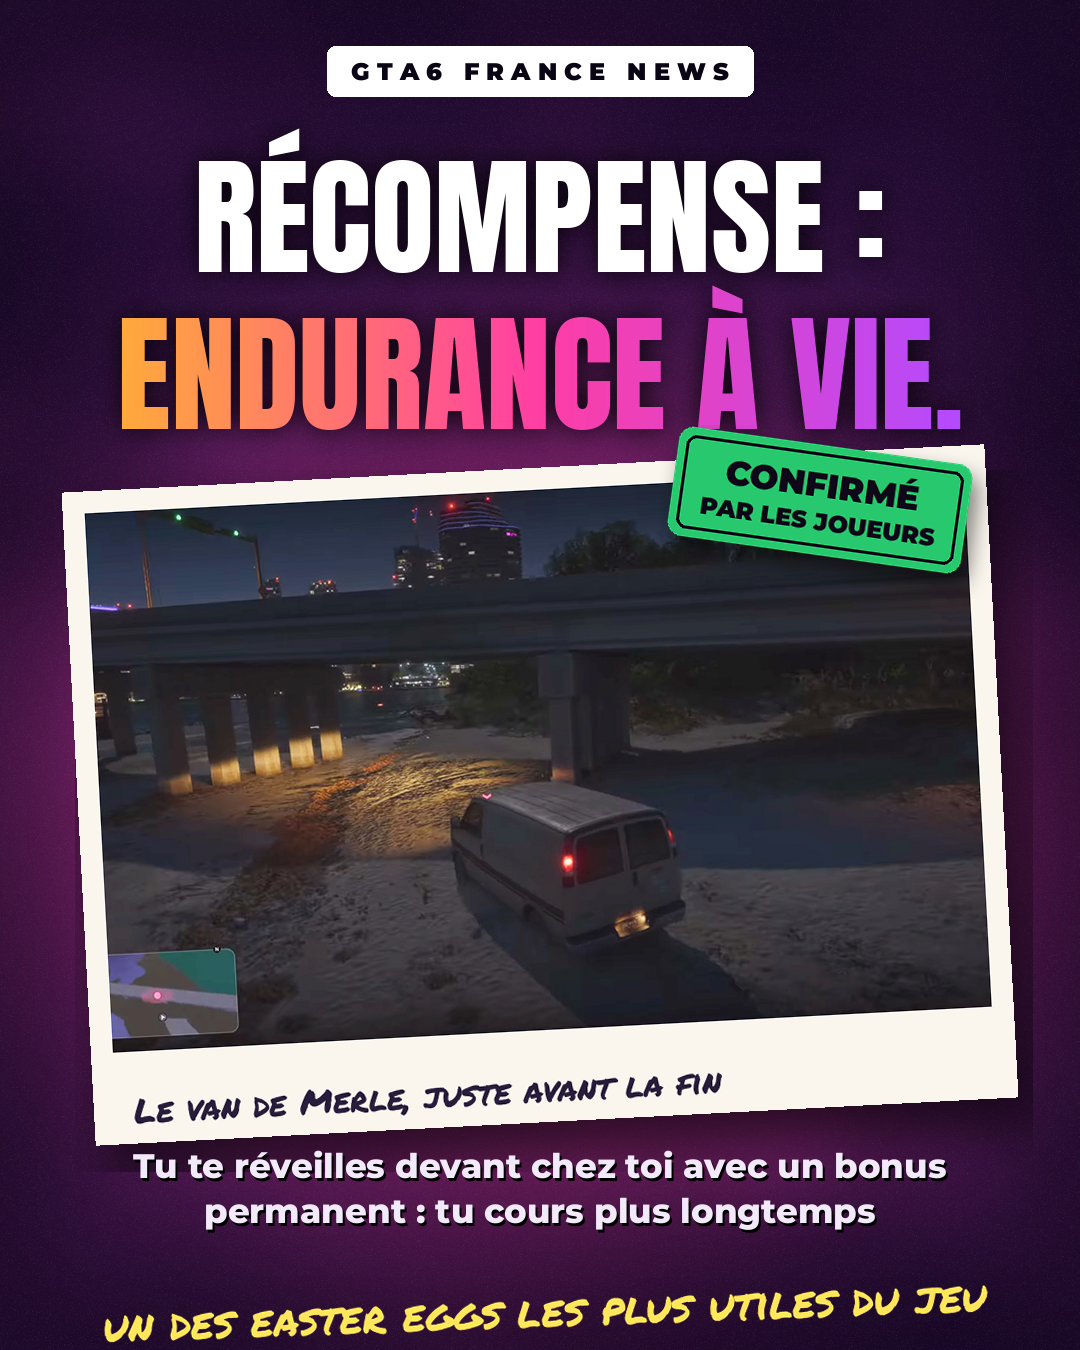 GTA6 FRANCE NEWS
RÉCOMPENSE :
ENDURANCE À VIE.
CONFIRMÉ
PAR LES JOUEURS
LE VAN DE MERLE, JUSTE AVANT LA FIN
Tu te réveilles devant chez toi avec un bonus
permanent : tu cours plus longtemps
UN DES EASTER EGGS LES PLUS UTILES DU JEU